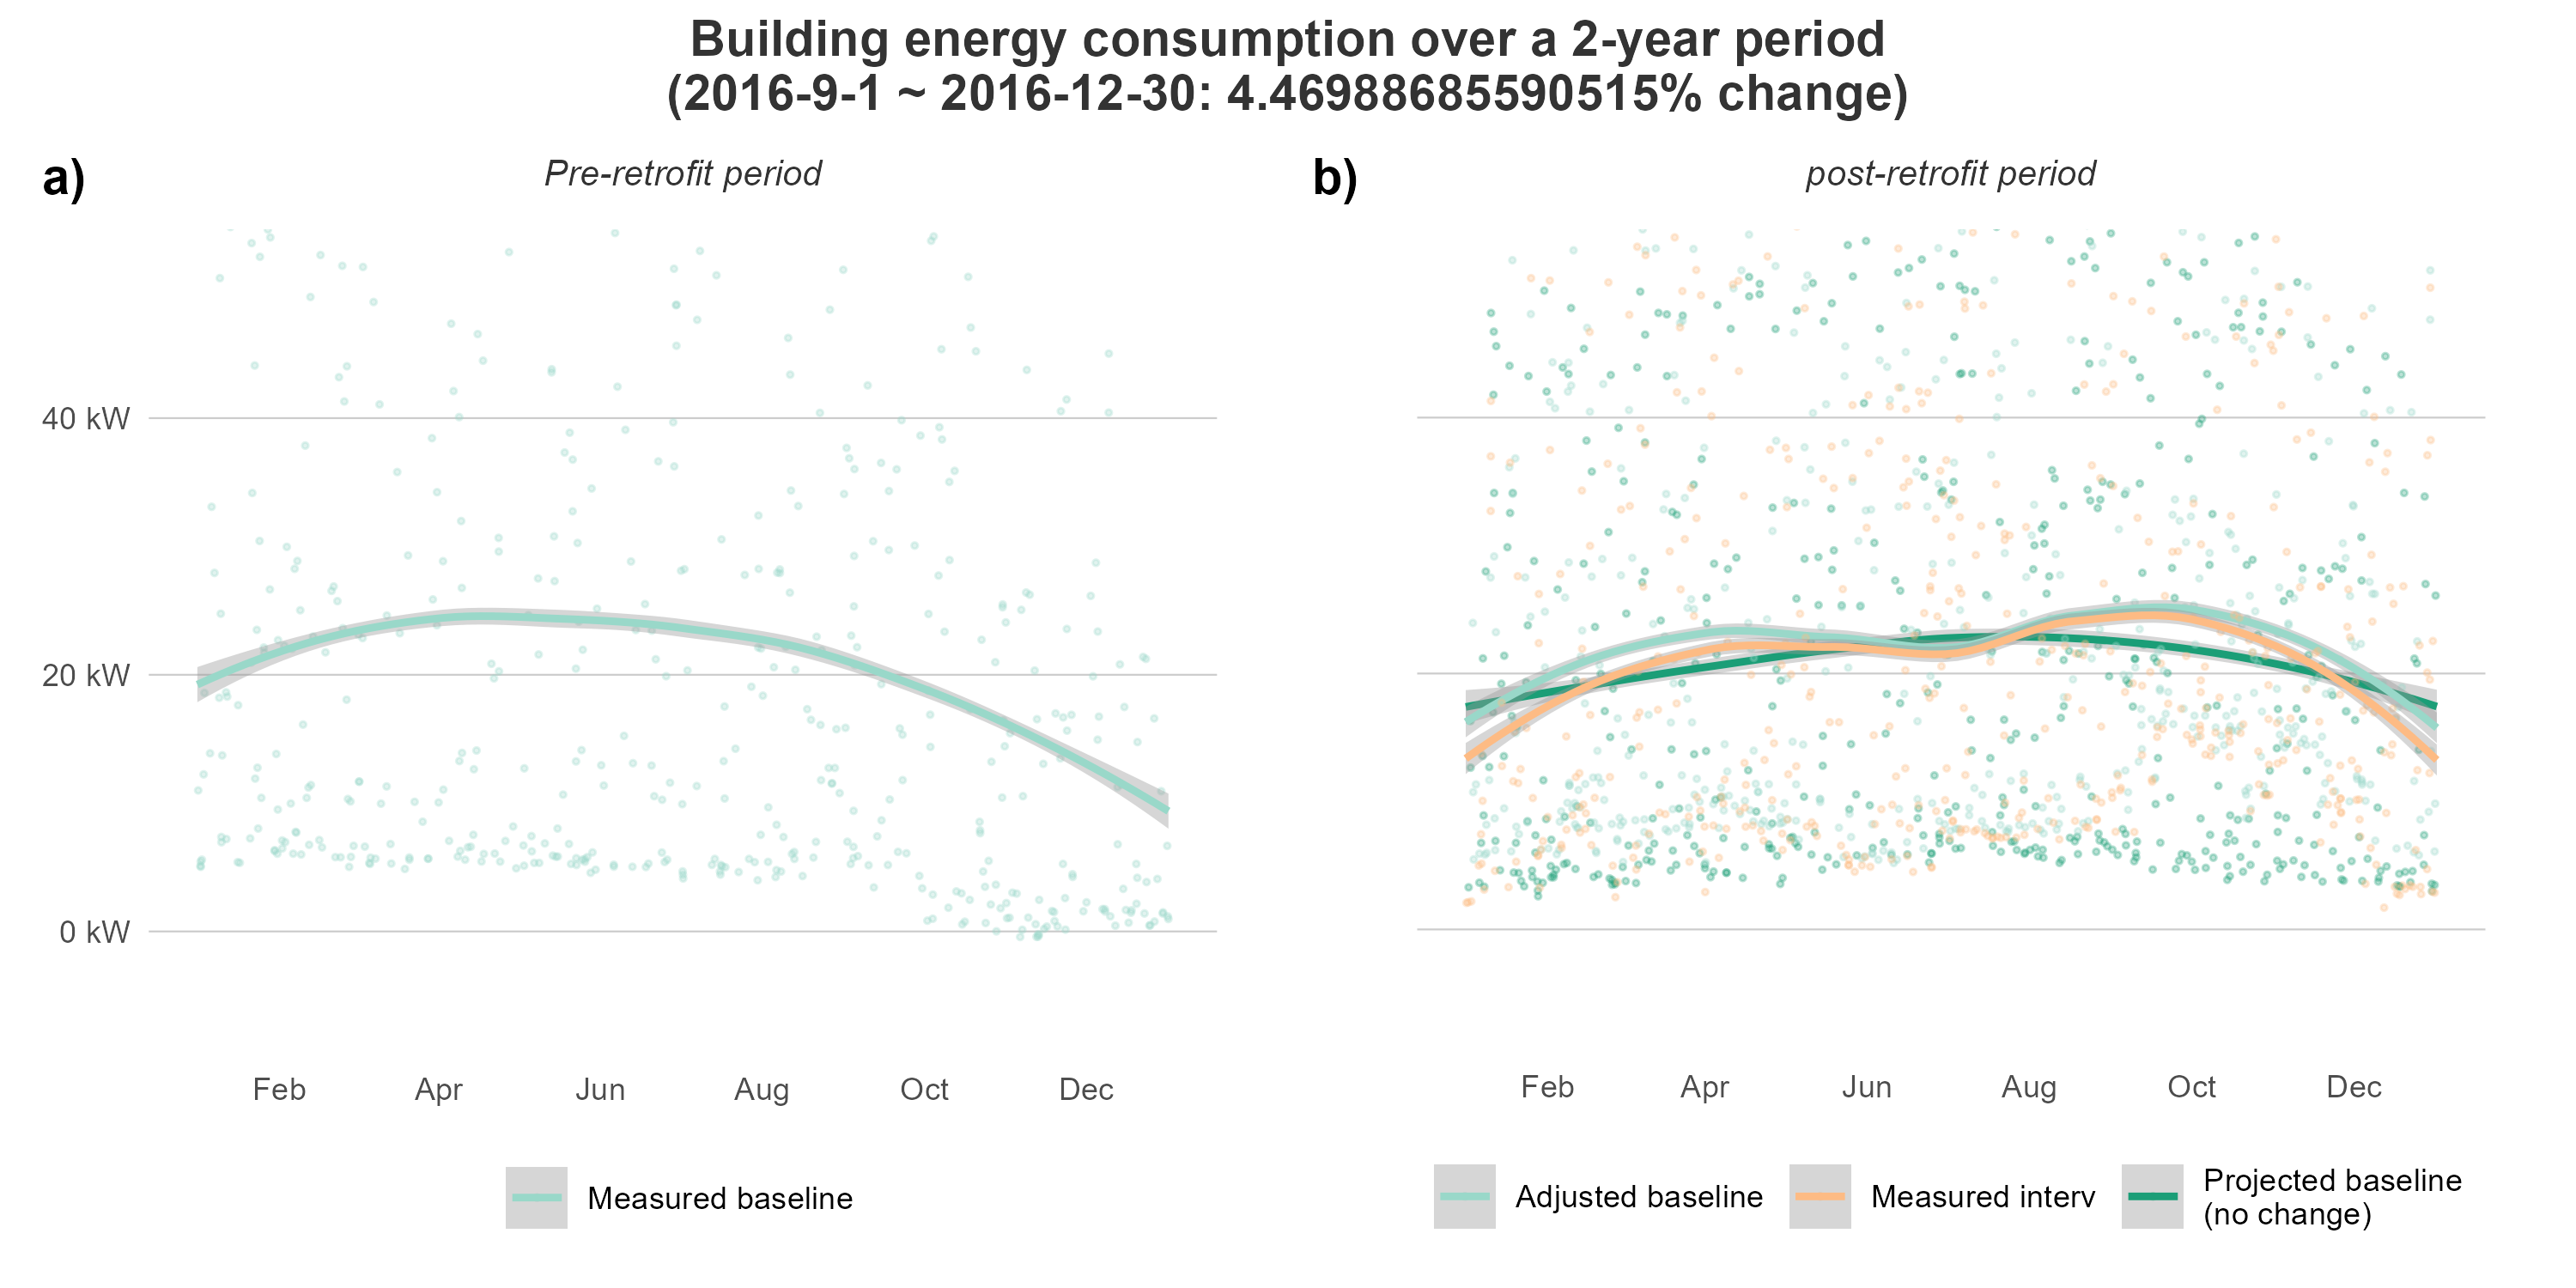 Building energy consumption over a 2-year period
(2016-9-1 ~ 2016-12-30: 4.46988685590515% change)
a)
Pre-retrofit period
40 kW
20 kW
0 kW
Feb Apr Jun Aug Oct Dec
Measured baseline
b)
post-retrofit period
Feb Apr Jun Aug Oct Dec
Adjusted baseline
Measured interv
Projected baseline
(no change)